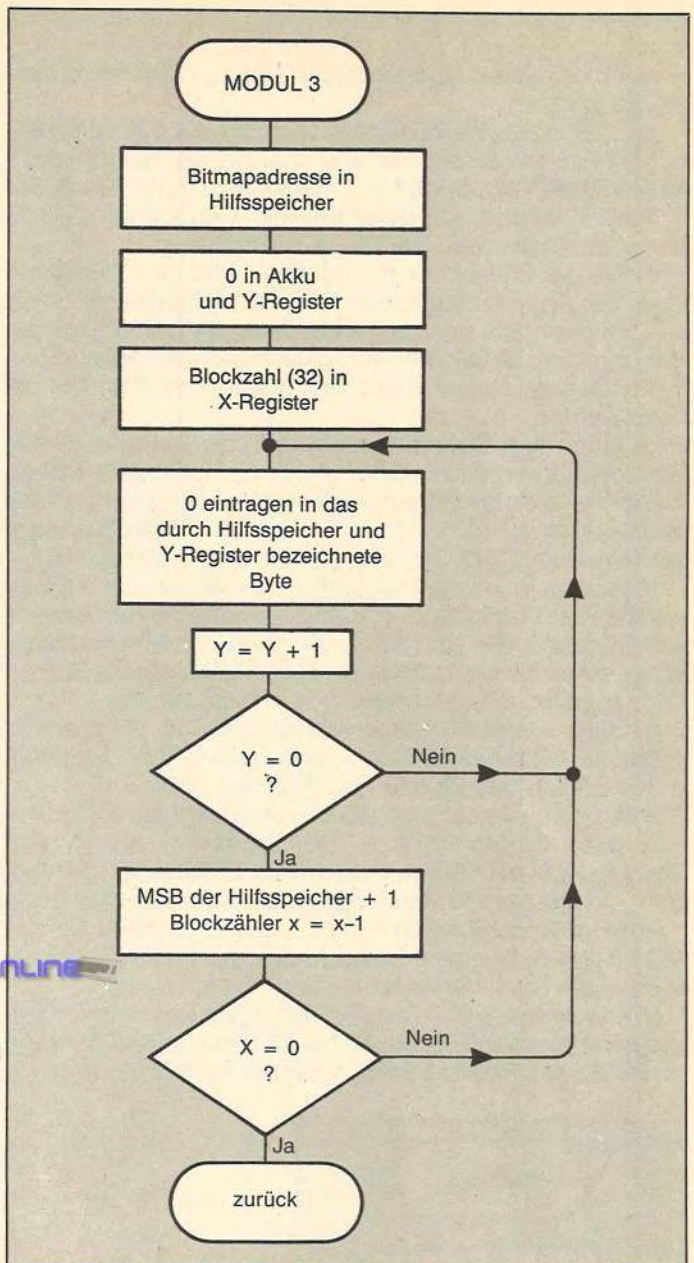 MODUL 3
Bitmapadresse in
Hilfsspeicher
0 in Akku
und Y-Register
Blockzahl (32) in
X-Register
0 eintragen in das
durch Hilfsspeicher und
Y-Register bezeichnete
Byte
Y = Y + 1
Y = 0
?
Nein
Ja
MSB der Hilfsspeicher + 1
Blockzähler x = x-1
NLINE
X = 0
?
Nein
Ja
zurück